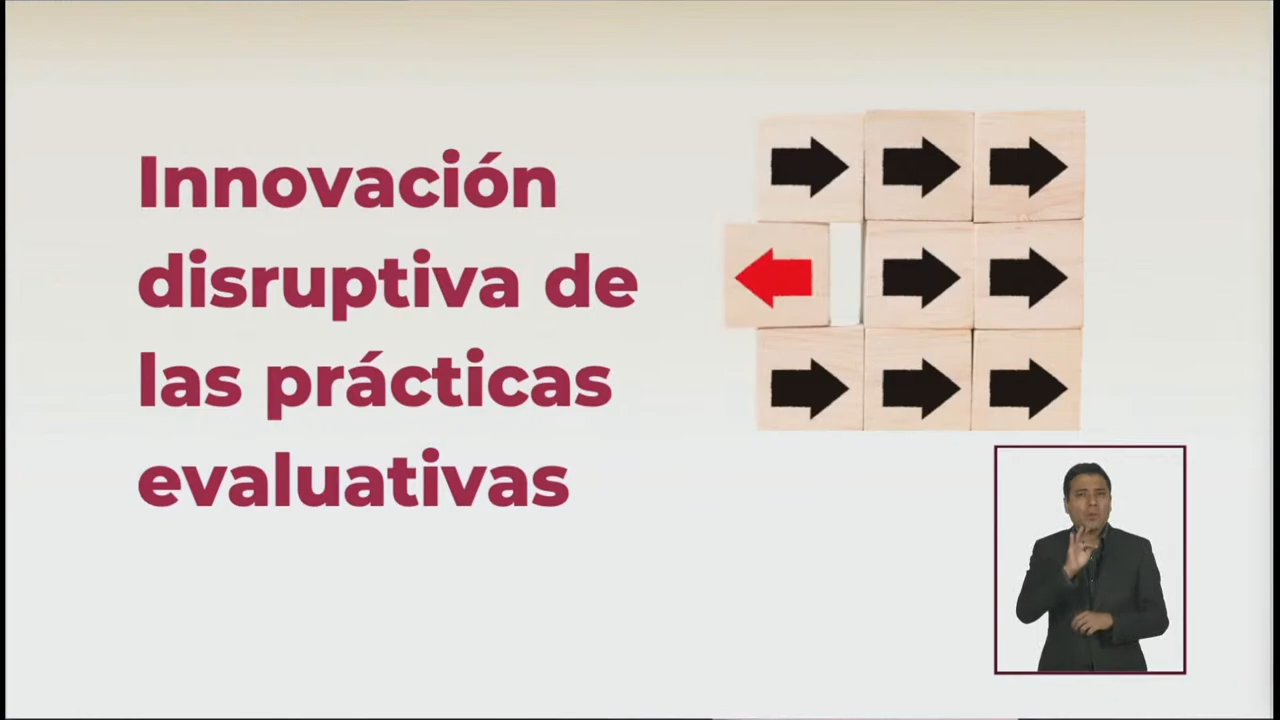 Innovación
disruptiva de
las prácticas
evaluativas